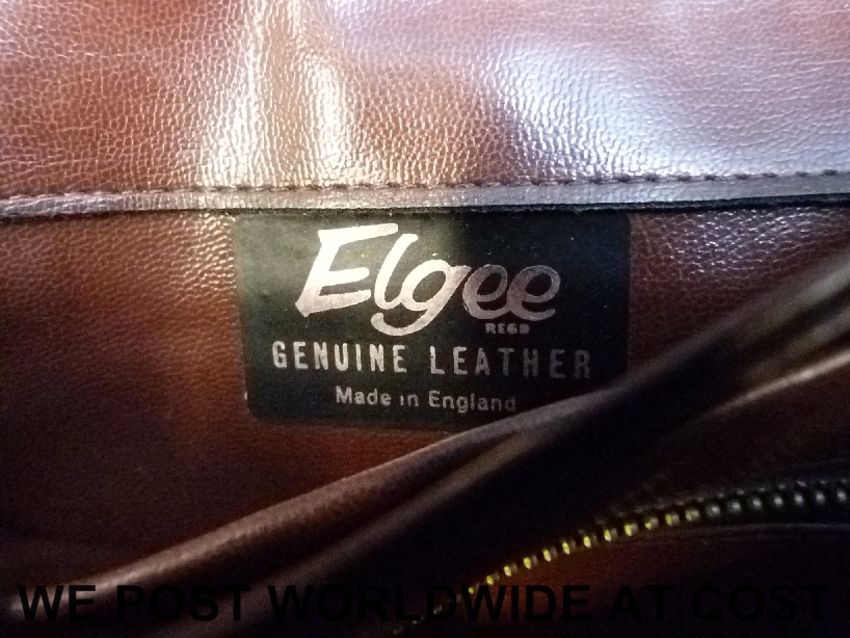 Elgee
REGD
GENUINE LEATHER
Made in England
WE POST WORLDWIDE AT COST